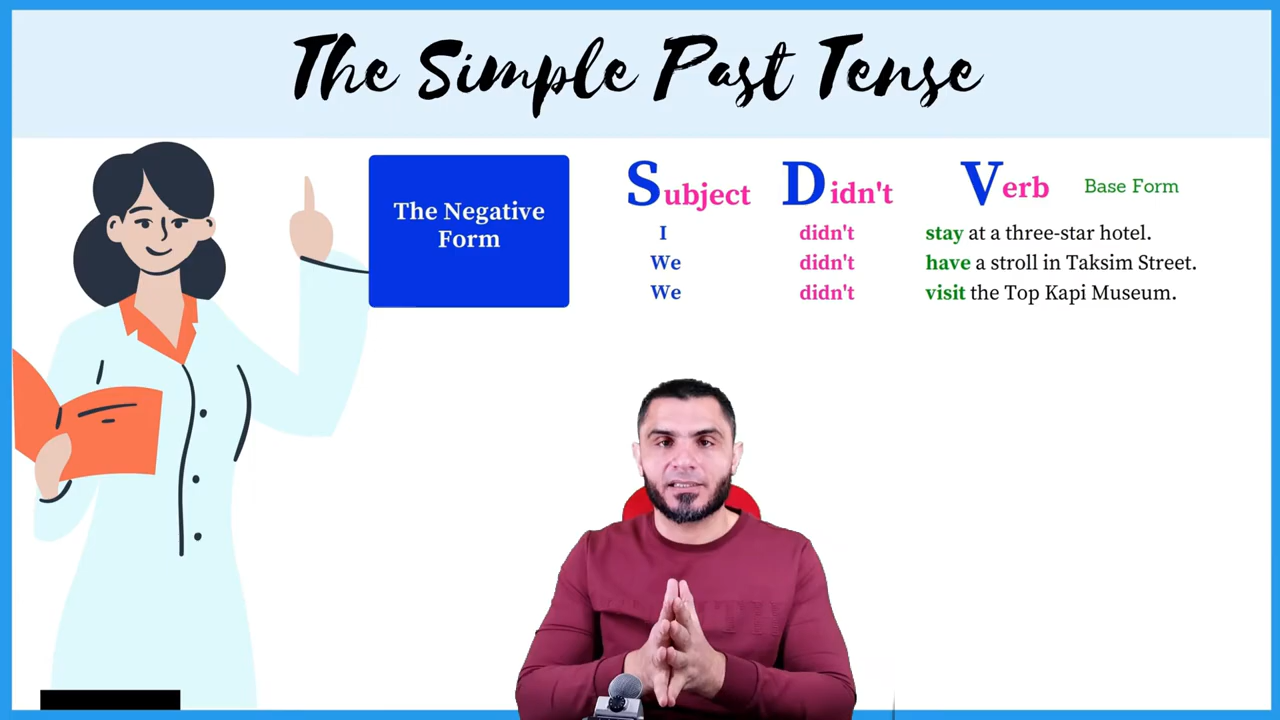 The Simple Past Tense
The Negative
Form
Subject Didn't Verb Base Form
I didn't stay at a three-star hotel.
We didn't have a stroll in Taksim Street.
We didn't visit the Top Kapi Museum.